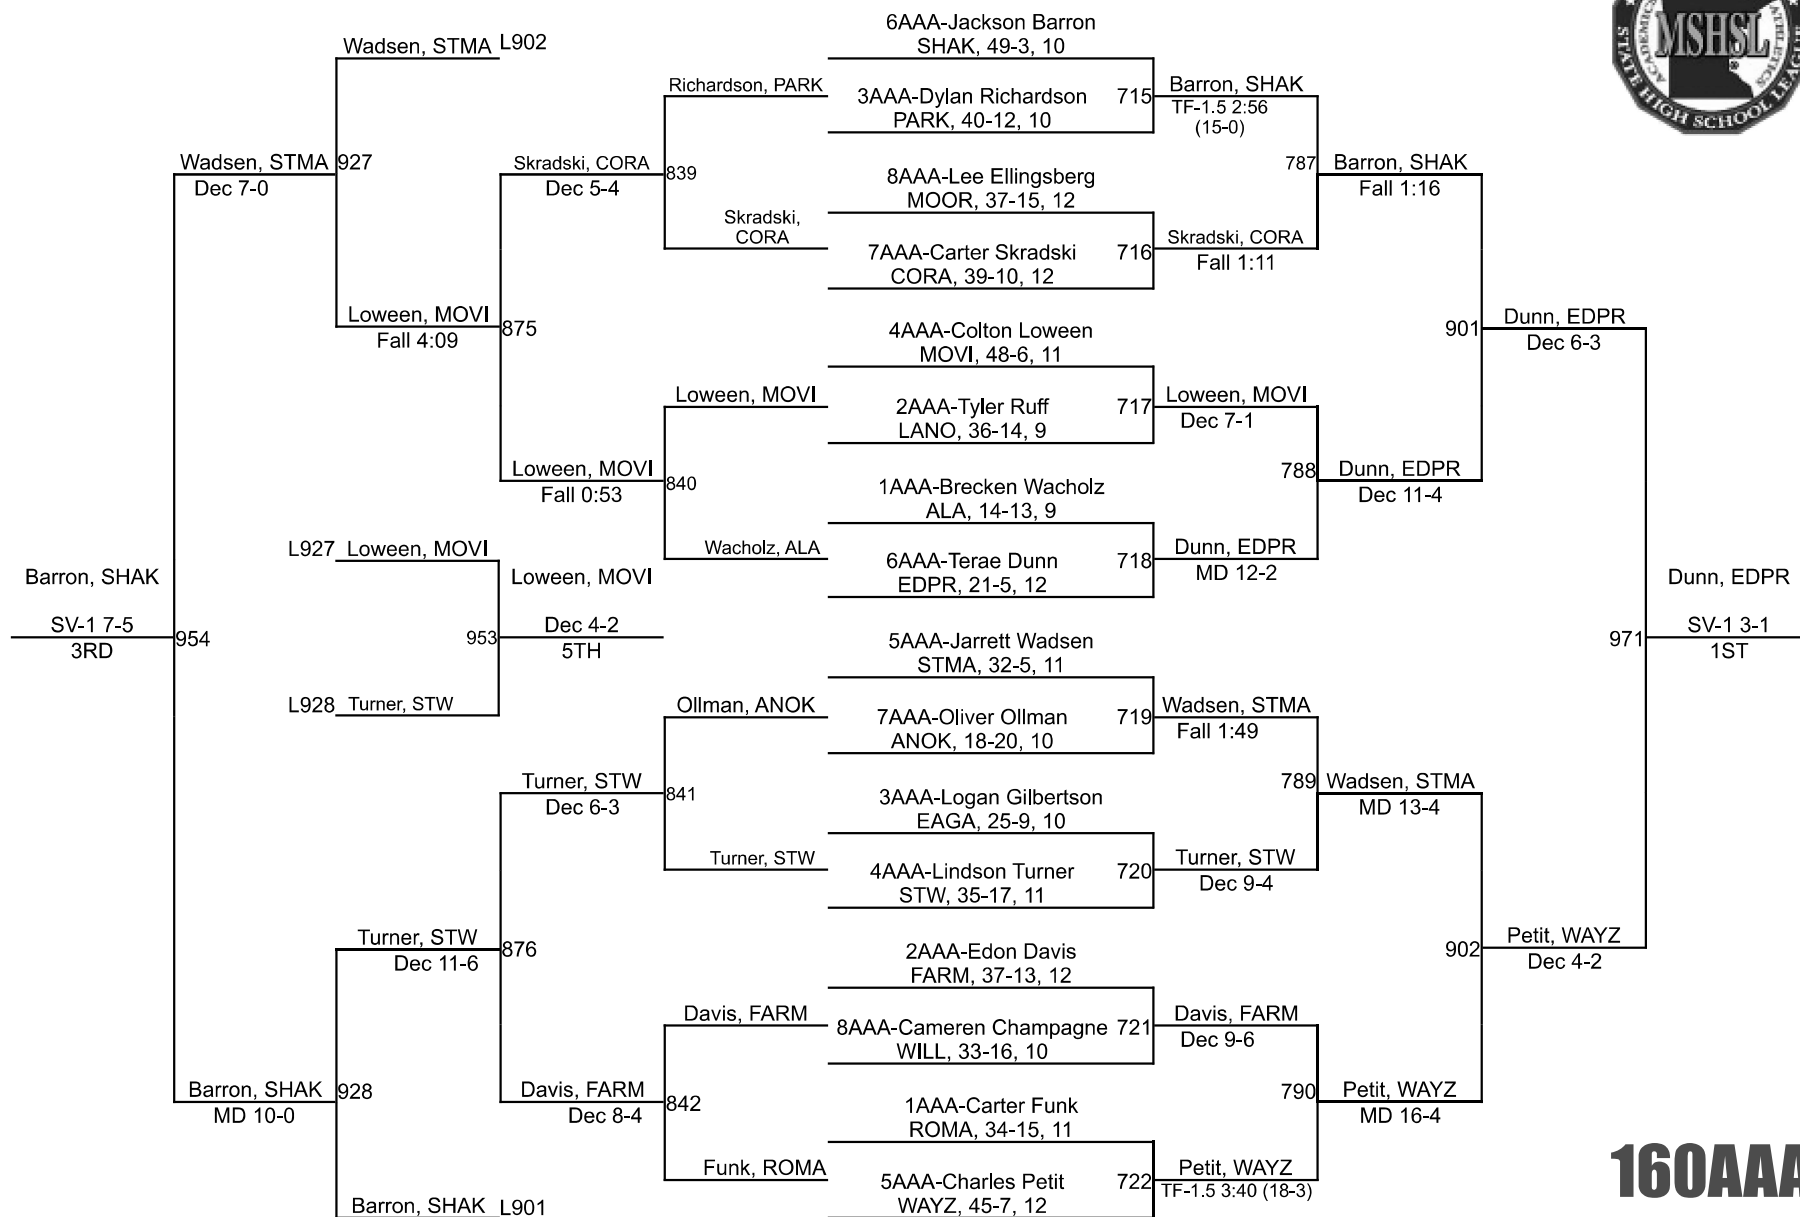 6AAA-Jackson Barron
SHAK, 49-3, 10
MSHSL
ACADEMICS
ATHLETICS
STATE HIGH SCHOOL LEAGUE
Wadsen, STMA L902
Richardson, PARK
3AAA-Dylan Richardson 715
PARK, 40-12, 10
Barron, SHAK
TF-1.5 2:56
(15-0)
Wadsen, STMA 927
Dec 7-0
Skradski, CORA 839
Dec 5-4
8AAA-Lee Ellingsberg
MOOR, 37-15, 12
787 Barron, SHAK
Fall 1:16
Skradski,
CORA
7AAA-Carter Skradski 716
CORA, 39-10, 12
Skradski, CORA
Fall 1:11
Loween, MOVI 875
Fall 4:09
4AAA-Colton Loween
MOVI, 48-6, 11
901 Dunn, EDPR
Dec 6-3
Loween, MOVI
2AAA-Tyler Ruff 717
LANO, 36-14, 9
Loween, MOVI
Dec 7-1
Loween, MOVI 840
Fall 0:53
1AAA-Brecken Wacholz
ALA, 14-13, 9
788 Dunn, EDPR
Dec 11-4
L927 Loween, MOVI
Wacholz, ALA
6AAA-Terae Dunn 718
EDPR, 21-5, 12
Dunn, EDPR
MD 12-2
Barron, SHAK
SV-1 7-5 954
3RD
Loween, MOVI
953 Dec 4-2
5TH
5AAA-Jarrett Wadsen
STMA, 32-5, 11
Dunn, EDPR
971 SV-1 3-1
1ST
L928 Turner, STW
Ollman, ANOK
7AAA-Oliver Ollman 719
ANOK, 18-20, 10
Wadsen, STMA
Fall 1:49
Turner, STW 841
Dec 6-3
3AAA-Logan Gilbertson
EAGA, 25-9, 10
789 Wadsen, STMA
MD 13-4
Turner, STW
4AAA-Lindson Turner 720
STW, 35-17, 11
Turner, STW
Dec 9-4
Turner, STW 876
Dec 11-6
2AAA-Edon Davis
FARM, 37-13, 12
902 Petit, WAYZ
Dec 4-2
Davis, FARM
8AAA-Cameren Champagne 721
WILL, 33-16, 10
Davis, FARM
Dec 9-6
Barron, SHAK 928
MD 10-0
Davis, FARM 842
Dec 8-4
1AAA-Carter Funk
ROMA, 34-15, 11
790 Petit, WAYZ
MD 16-4
Funk, ROMA
5AAA-Charles Petit 722
WAYZ, 45-7, 12
Petit, WAYZ
TF-1.5 3:40 (18-3)
Barron, SHAK L901
160AAA